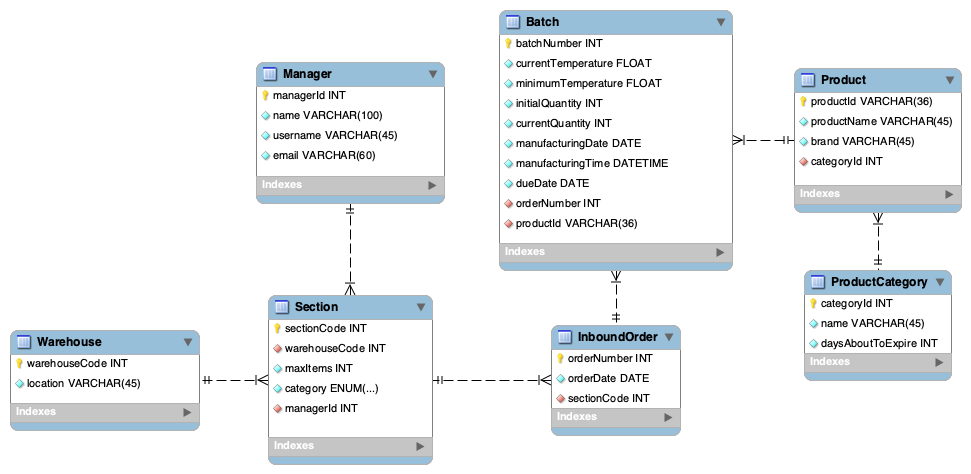 Batch
batchNumber INT
currentTemperature FLOAT
minimumTemperature FLOAT
initialQuantity INT
currentQuantity INT
manufacturingDate DATE
manufacturingTime DATETIME
dueDate DATE
orderNumber INT
productId VARCHAR(36)
Indexes
Manager
managerId INT
name VARCHAR(100)
username VARCHAR(45)
email VARCHAR(60)
Indexes
Product
productId VARCHAR(36)
productName VARCHAR(45)
brand VARCHAR(45)
categoryId INT
Indexes
ProductCategory
categoryId INT
name VARCHAR(45)
daysAboutToExpire INT
Indexes
Section
sectionCode INT
warehouseCode INT
maxItems INT
category ENUM(...)
managerId INT
Indexes
InboundOrder
orderNumber INT
orderDate DATE
sectionCode INT
Indexes
Warehouse
warehouseCode INT
location VARCHAR(45)
Indexes